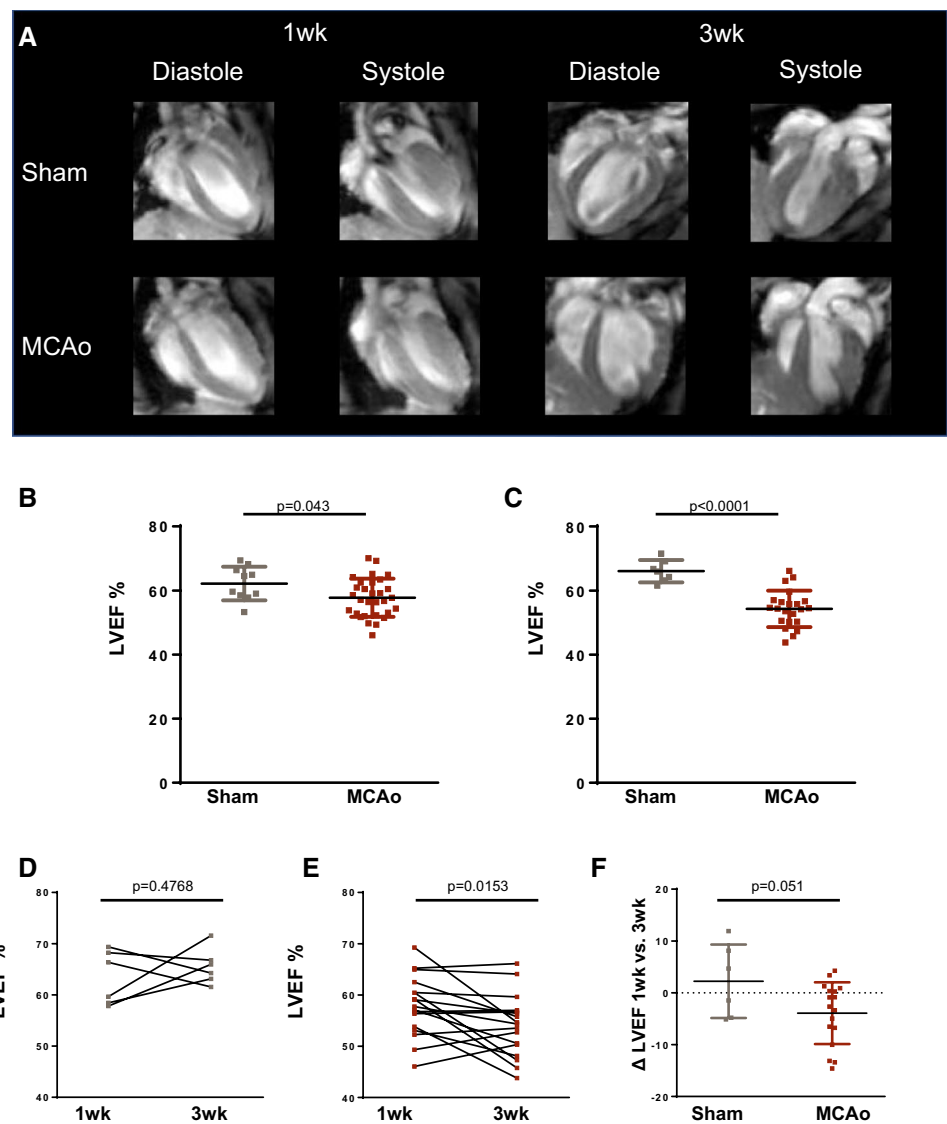 A
1wk 3wk
Diastole Systole Diastole Systole
Sham
MCAo
B
p=0.043
LVEF %
80
60
40
20
0
Sham MCAo
C
p<0.0001
LVEF %
80
60
40
20
0
Sham MCAo
D
p=0.4768
LVEF %
80
70
60
50
40
1wk 3wk
E
p=0.0153
LVEF %
80
70
60
50
40
1wk 3wk
F
p=0.051
Δ LVEF 1wk vs. 3wk
20
10
0
-10
-20
Sham MCAo